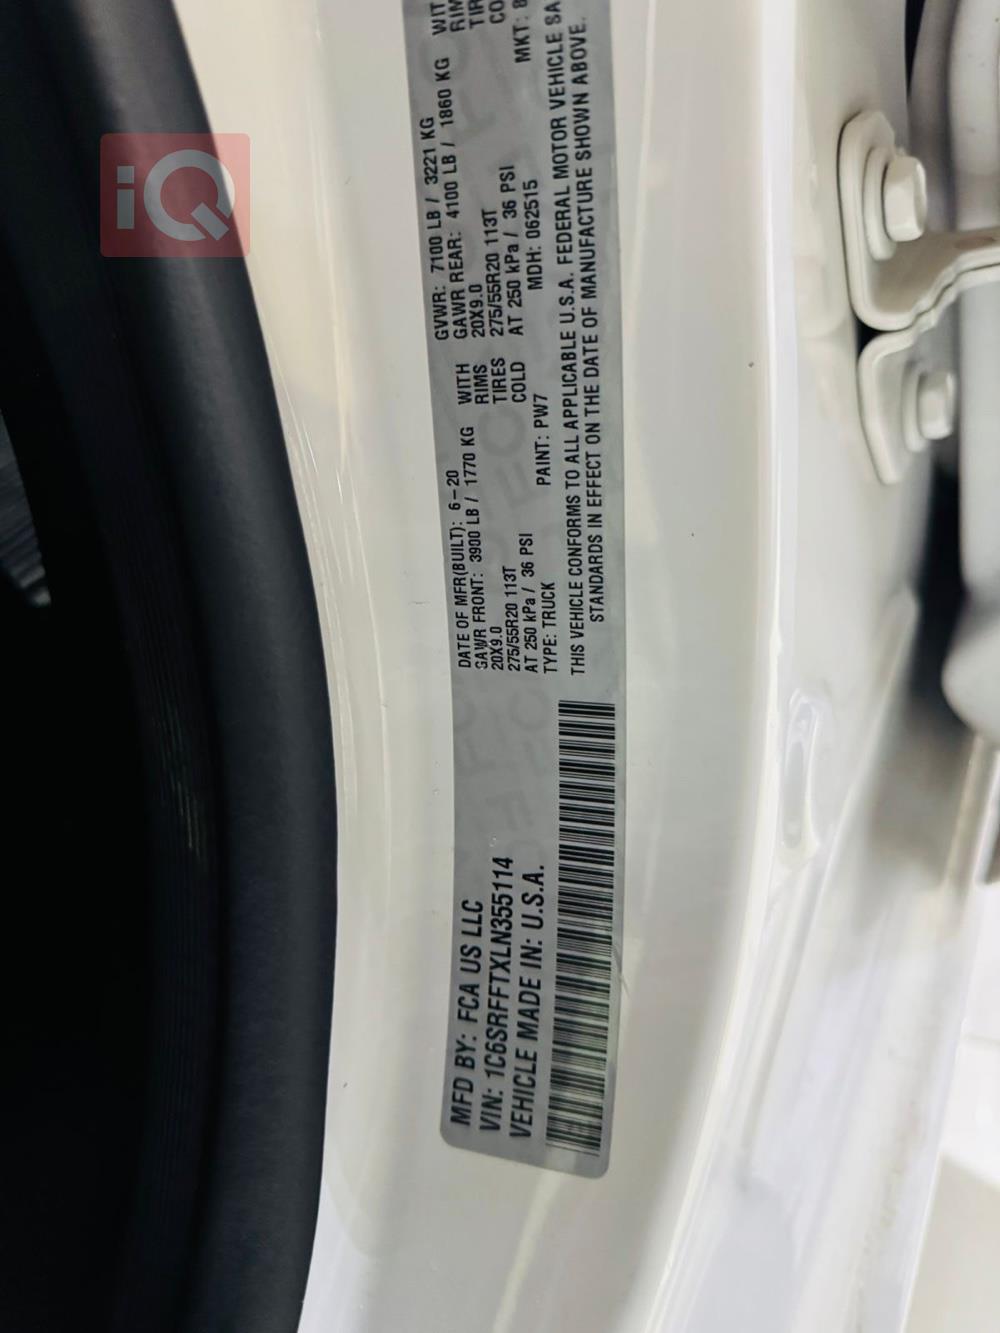 iQ
MFD BY: FCA US LLC
VIN: 1C6SRFFTXLN355114
VEHICLE MADE IN: U.S.A.
DATE OF MFR(BUILT): 6-20
GAWR FRONT: 3900 LB / 1770 KG WITH
20X9.0 RIMS
275/55R20 113T TIRES
AT 250 kPa / 36 PSI COLD
TYPE: TRUCK PAINT: PW7
GVWR: 7100 LB / 3221 KG
GAWR REAR: 4100 LB / 1860 KG
20X9.0
275/55R20 113T
AT 250 kPa / 36 PSI
MDH: 062515 MKT:
THIS VEHICLE CONFORMS TO ALL APPLICABLE U.S.A. FEDERAL MOTOR VEHICLE SA
STANDARDS IN EFFECT ON THE DATE OF MANUFACTURE SHOWN ABOVE.